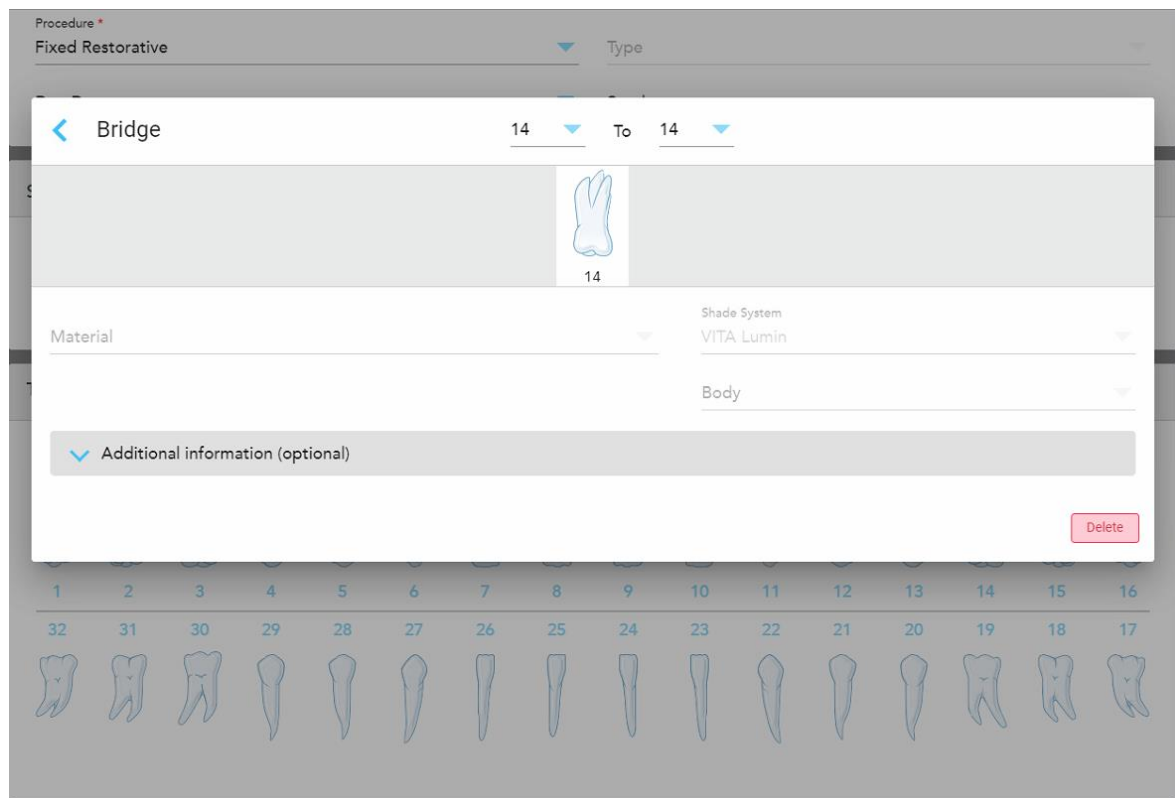 Procedure *
Fixed Restorative
Type
Bridge
14 To 14
14
Material
Shade System
VITA Lumin
Body
Additional information (optional)
Delete
1 2 3 4 5 6 7 8 9 10 11 12 13 14 15 16
32 31 30 29 28 27 26 25 24 23 22 21 20 19 18 17